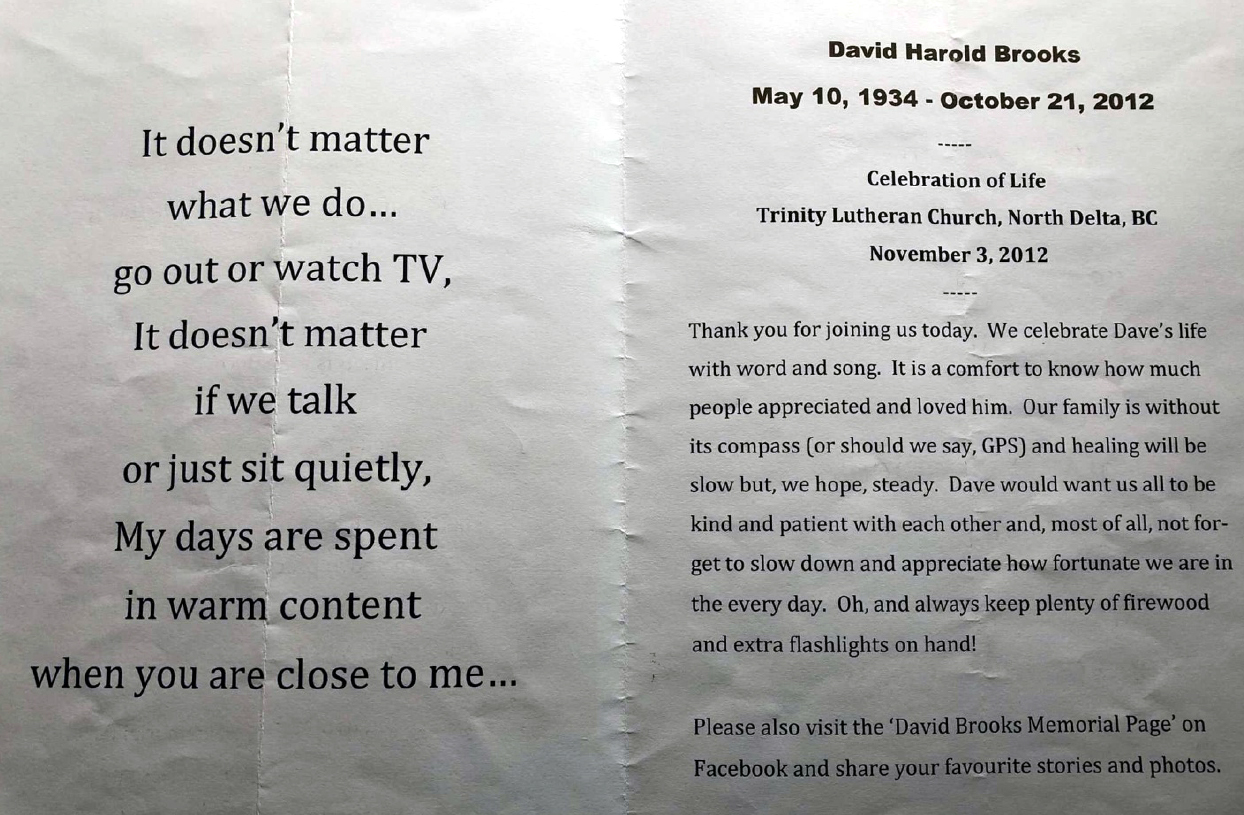 It doesn't matter
what we do...
go out or watch TV,
It doesn't matter
if we talk
or just sit quietly,
My days are spent
in warm content
when you are close to me...
David Harold Brooks
May 10, 1934 - October 21, 2012
-----
Celebration of Life
Trinity Lutheran Church, North Delta, BC
November 3, 2012
-----
Thank you for joining us today.  We celebrate Dave's life
with word and song.  It is a comfort to know how much
people appreciated and loved him.  Our family is without
its compass (or should we say, GPS) and healing will be
slow but, we hope, steady.  Dave would want us all to be
kind and patient with each other and, most of all, not for-
get to slow down and appreciate how fortunate we are in
the every day.  Oh, and always keep plenty of firewood
and extra flashlights on hand!
Please also visit the 'David Brooks Memorial Page' on
Facebook and share your favourite stories and photos.